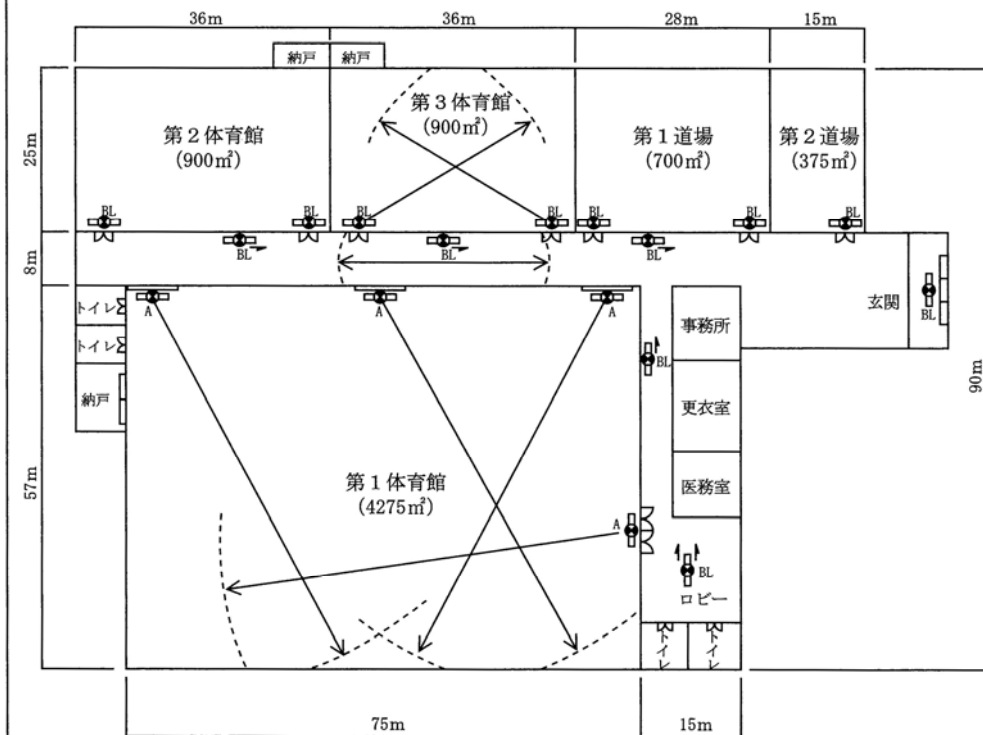 36m
36m
28m
15m
納戸
納戸
第2体育館
(900㎡)
第3体育館
(900㎡)
第1道場
(700㎡)
第2道場
(375㎡)
25m
BL
BL
BL
BL
BL
BL
BL
BL
BL
BL
8m
玄関
BL
トイレ
トイレ
納戸
A
A
A
事務所
BL
更衣室
医務室
90m
57m
第1体育館
(4275㎡)
A
BL
ロビー
トイレ
トイレ
75m
15m